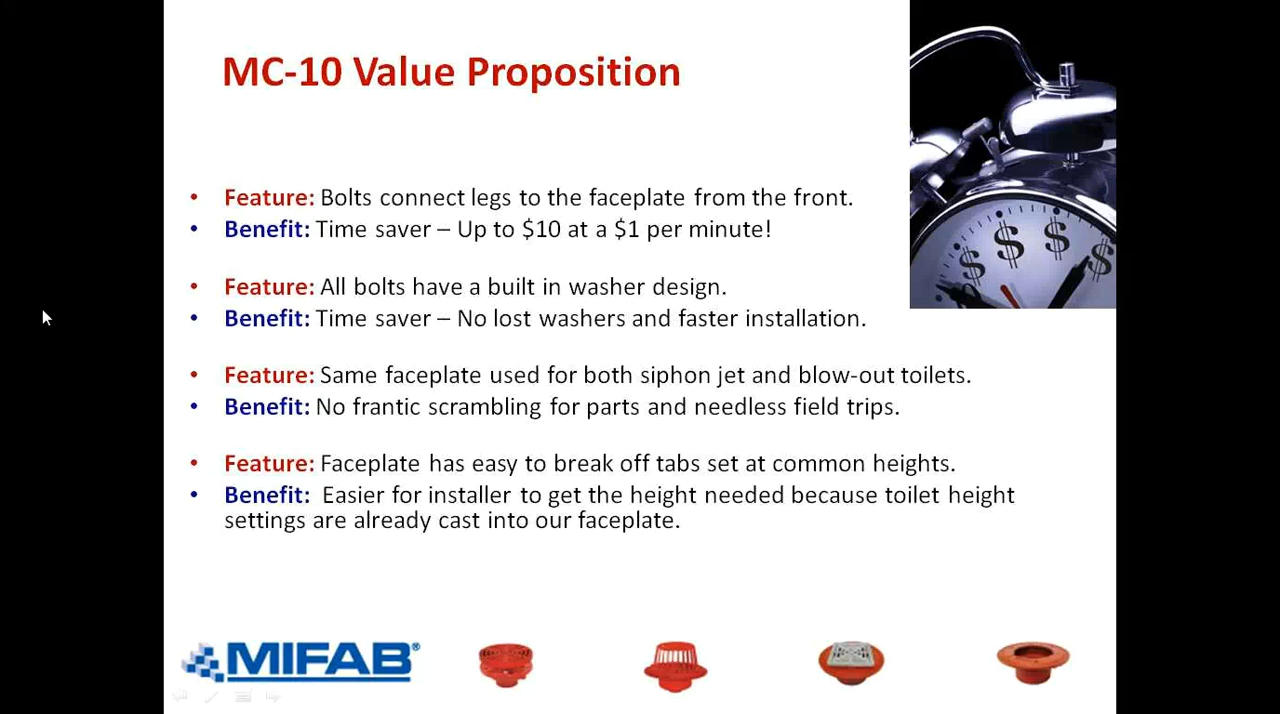 MC-10 Value Proposition
• Feature: Bolts connect legs to the faceplate from the front.
• Benefit: Time saver – Up to $10 at a $1 per minute!
• Feature: All bolts have a built in washer design.
• Benefit: Time saver – No lost washers and faster installation.
• Feature: Same faceplate used for both siphon jet and blow-out toilets.
• Benefit: No frantic scrambling for parts and needless field trips.
• Feature: Faceplate has easy to break off tabs set at common heights.
• Benefit: Easier for installer to get the height needed because toilet height
settings are already cast into our faceplate.
$ $ $ $
MIFAB®